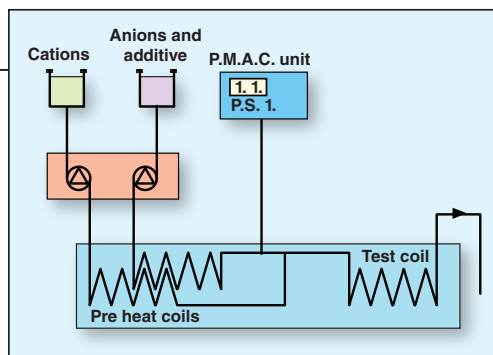 Cations
Anions and
additive
P.M.A.C. unit
1. 1.
P.S. 1.
Test coil
Pre heat coils